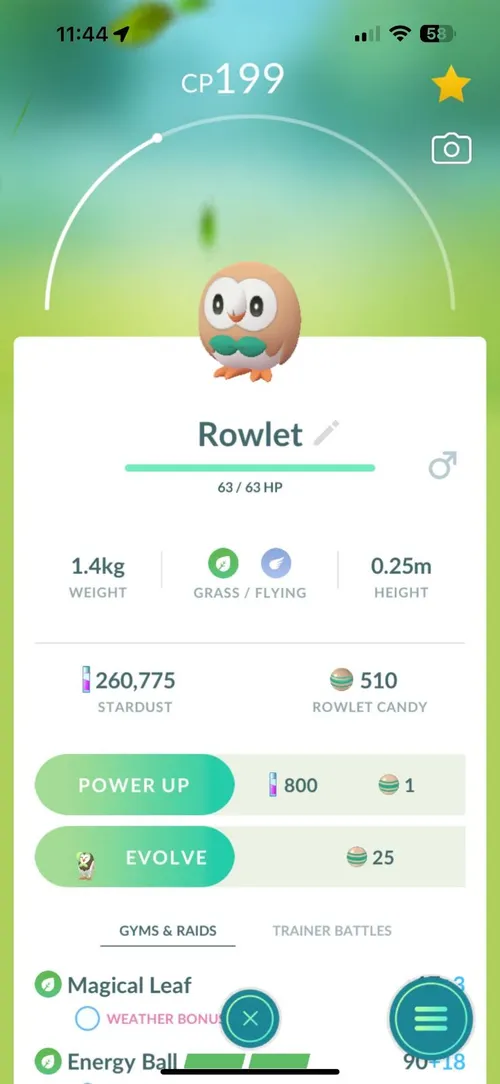 11:44
58
CP199
Rowlet
63 / 63 HP
1.4kg
WEIGHT
GRASS / FLYING
0.25m
HEIGHT
260,775
STARDUST
510
ROWLET CANDY
POWER UP 800 1
EVOLVE 25
GYMS & RAIDS TRAINER BATTLES
Magical Leaf
WEATHER BONUS
Energy Ball 90+18